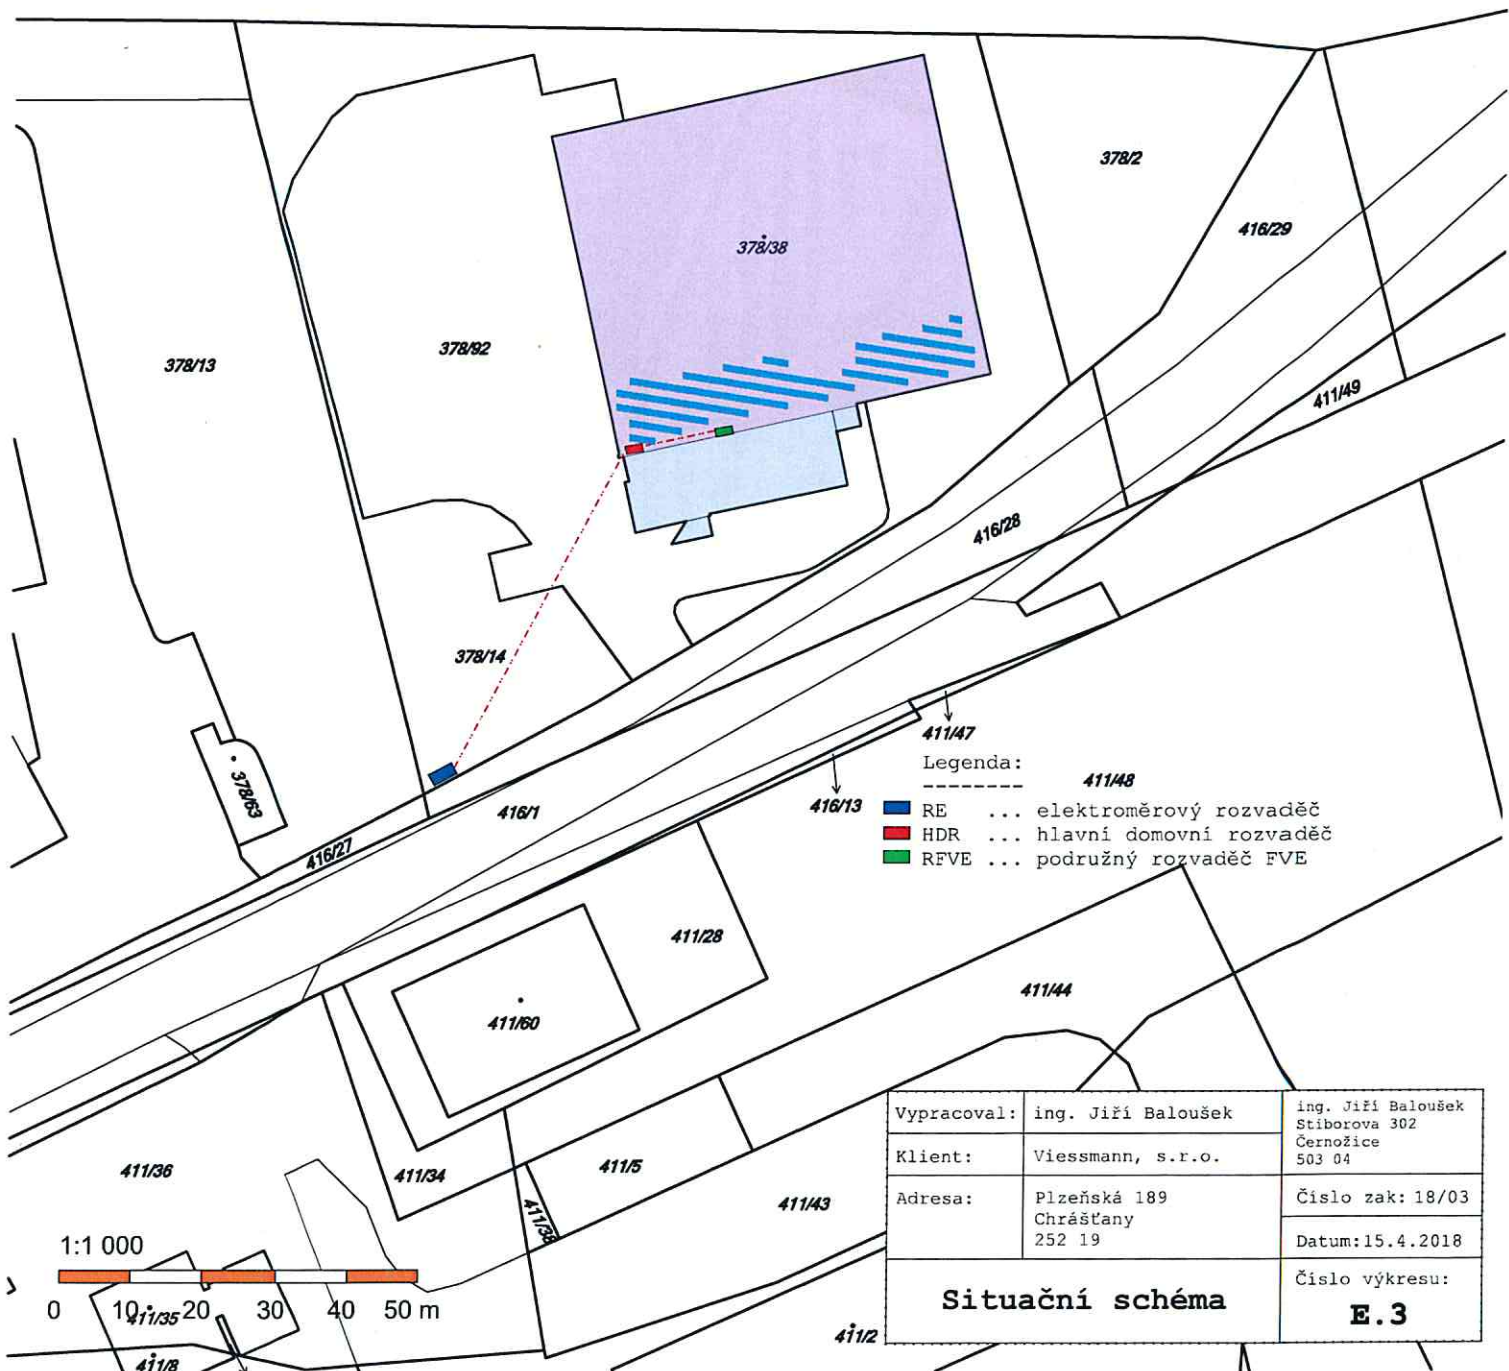 378/2
416/29
378/38
378/13
378/92
411/49
416/28
378/14
411/47
378/63
Legenda:
411/48
416/13
416/1
RE ... elektroměrový rozvaděč
HDR ... hlavní domovní rozvaděč
RFVE ... podružný rozvaděč FVE
416/27
411/28
411/44
411/60
411/36
411/34
411/5
411/43
411/38
Vypracoval: ing. Jiří Baloušek
ing. Jiří Baloušek
Stiborova 302
Černožice
503 04
Klient: Viessmann, s.r.o.
Adresa: Plzeňská 189
Chrášťany
252 19
Číslo zak: 18/03
Datum:15.4.2018
Situační schéma
Číslo výkresu:
E.3
1:1 000
0 10 20 30 40 50 m
411/35
411/2
411/8